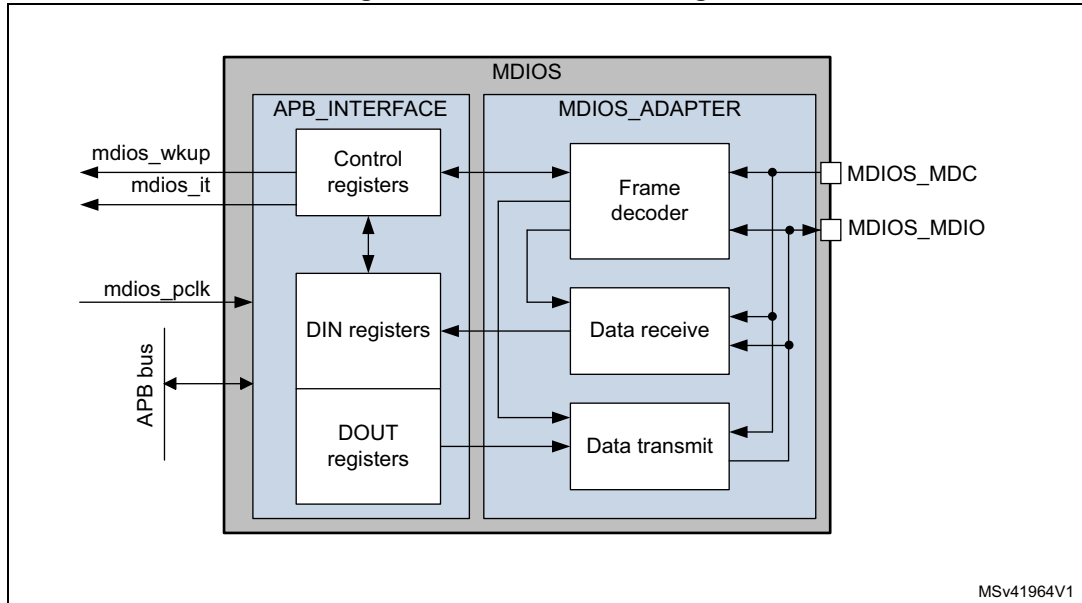 MDIOS
APB_INTERFACE
MDIOS_ADAPTER
mdios_wkup
mdios_it
Control
registers
Frame
decoder
MDIOS_MDC
MDIOS_MDIO
mdios_pclk
DIN registers
Data receive
APB bus
DOUT
registers
Data transmit
MSv41964V1